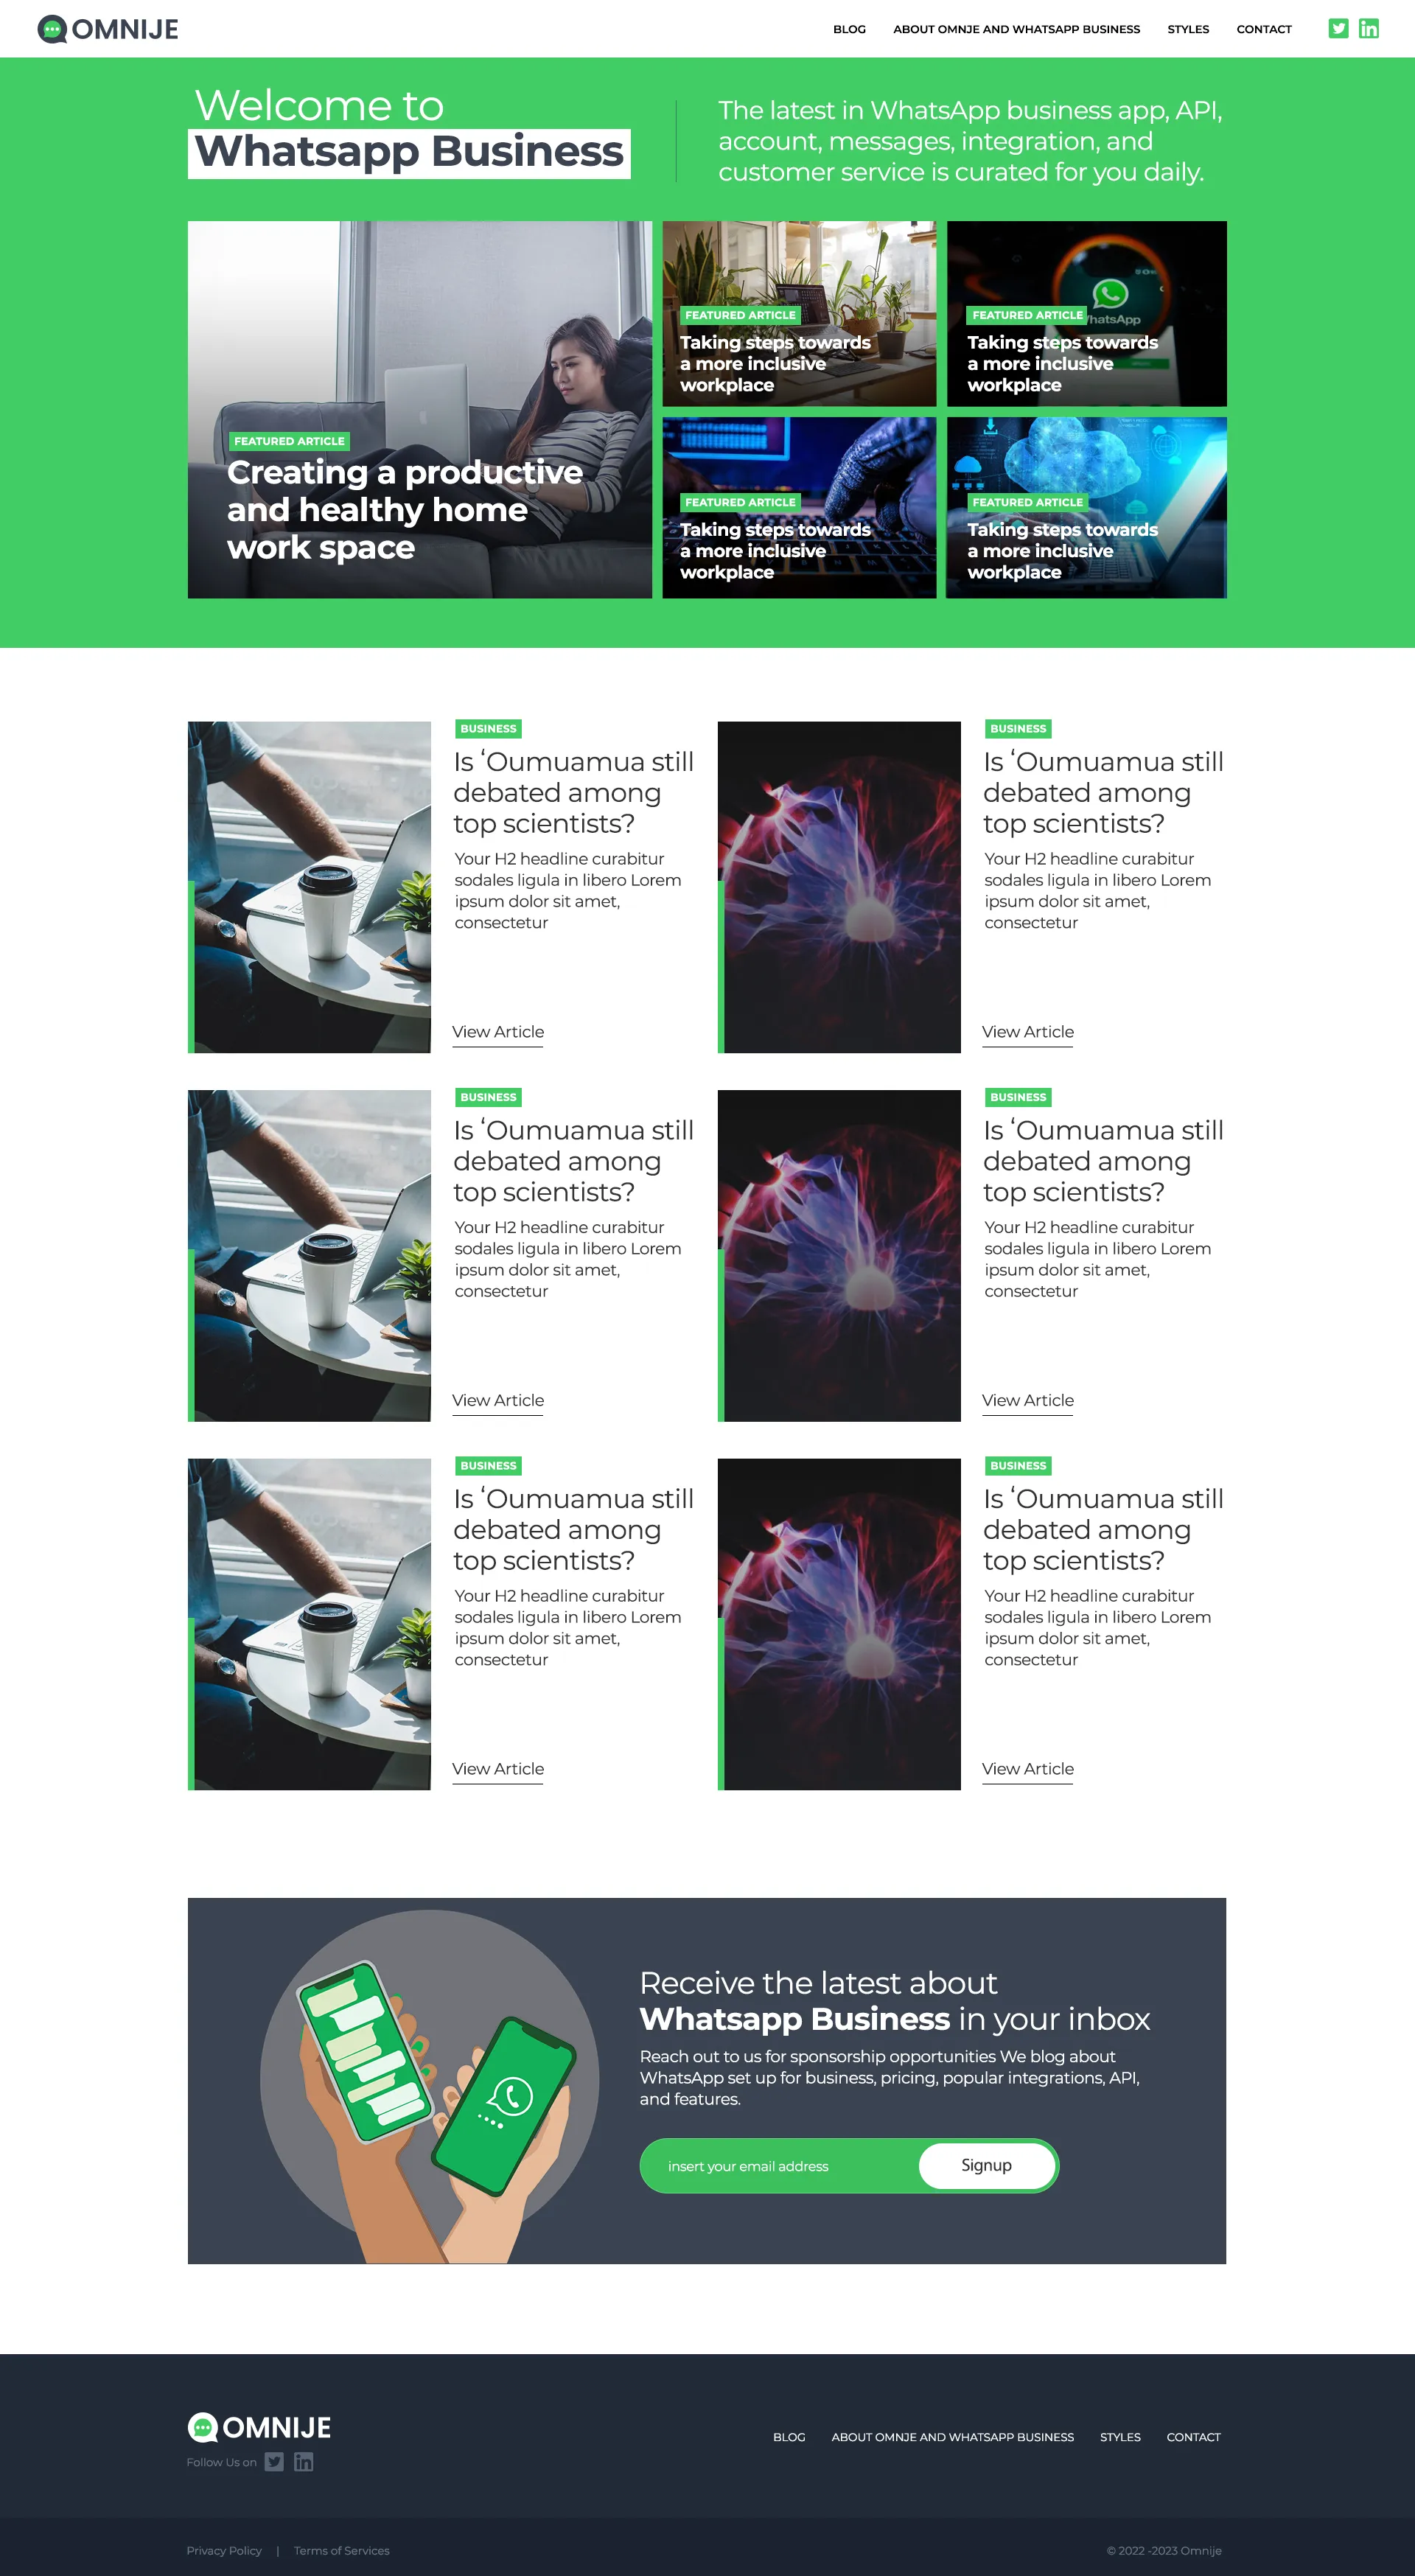 OMNIJE
BLOG ABOUT OMNJE AND WHATSAPP BUSINESS STYLES CONTACT
Welcome to
Whatsapp Business
The latest in WhatsApp business app, API,
account, messages, integration, and
customer service is curated for you daily.
FEATURED ARTICLE
Creating a productive
and healthy home
work space
FEATURED ARTICLE
Taking steps towards
a more inclusive
workplace
WhatsApp
FEATURED ARTICLE
Taking steps towards
a more inclusive
workplace
FEATURED ARTICLE
Taking steps towards
a more inclusive
workplace
FEATURED ARTICLE
Taking steps towards
a more inclusive
workplace
BUSINESS
Is ‘Oumuamua still
debated among
top scientists?
Your H2 headline curabitur
sodales ligula in libero Lorem
ipsum dolor sit amet,
consectetur
View Article
BUSINESS
Is ‘Oumuamua still
debated among
top scientists?
Your H2 headline curabitur
sodales ligula in libero Lorem
ipsum dolor sit amet,
consectetur
View Article
BUSINESS
Is ‘Oumuamua still
debated among
top scientists?
Your H2 headline curabitur
sodales ligula in libero Lorem
ipsum dolor sit amet,
consectetur
View Article
BUSINESS
Is ‘Oumuamua still
debated among
top scientists?
Your H2 headline curabitur
sodales ligula in libero Lorem
ipsum dolor sit amet,
consectetur
View Article
BUSINESS
Is ‘Oumuamua still
debated among
top scientists?
Your H2 headline curabitur
sodales ligula in libero Lorem
ipsum dolor sit amet,
consectetur
View Article
BUSINESS
Is ‘Oumuamua still
debated among
top scientists?
Your H2 headline curabitur
sodales ligula in libero Lorem
ipsum dolor sit amet,
consectetur
View Article
Receive the latest about
Whatsapp Business in your inbox
Reach out to us for sponsorship opportunities We blog about
WhatsApp set up for business, pricing, popular integrations, API,
and features.
insert your email address
Signup
OMNIJE
Follow Us on
BLOG ABOUT OMNJE AND WHATSAPP BUSINESS STYLES CONTACT
Privacy Policy | Terms of Services
© 2022 -2023 Omnije